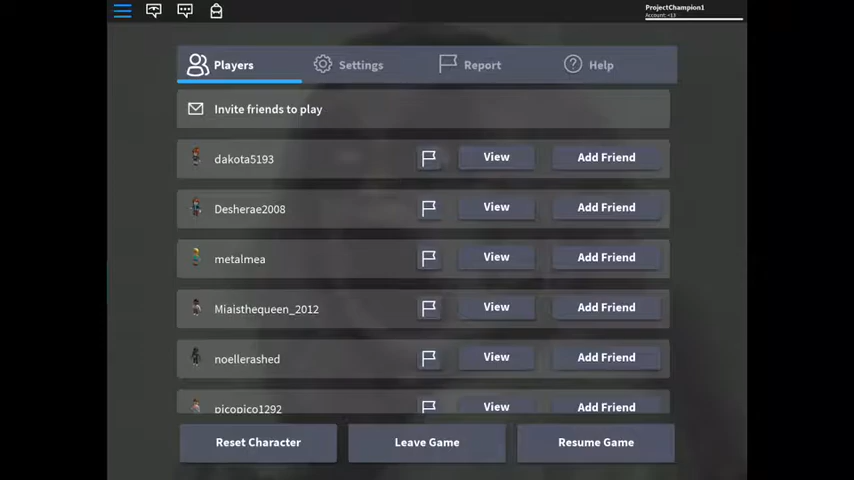 ProjectChampion1
Account: <13
Players Settings Report Help
Invite friends to play
dakota5193 View Add Friend
Desherae2008 View Add Friend
metalmea View Add Friend
Miaisthequeen_2012 View Add Friend
noellerashed View Add Friend
picopico1292 View Add Friend
Reset Character Leave Game Resume Game